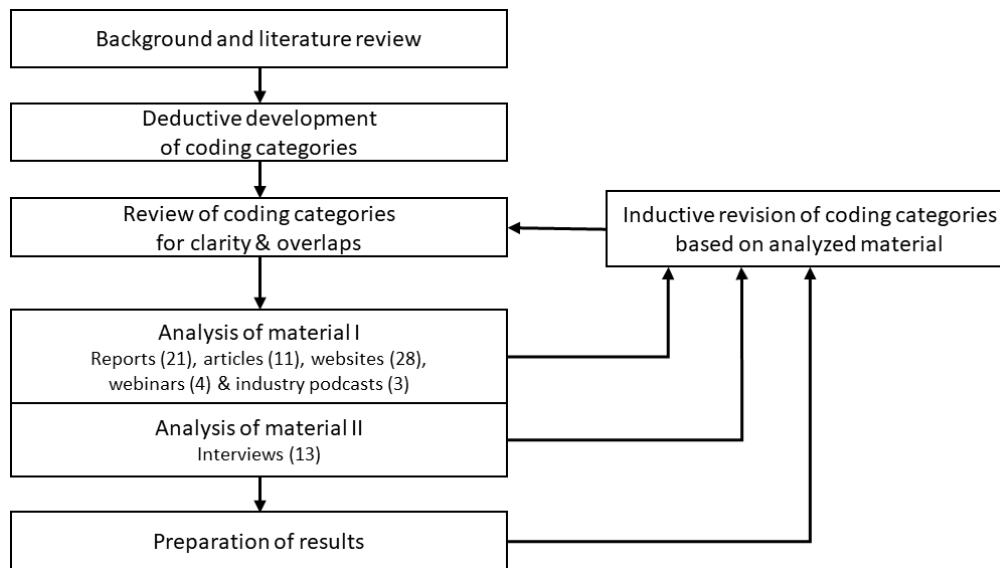 Background and literature review
Deductive development
of coding categories
Review of coding categories
for clarity & overlaps
Inductive revision of coding categories
based on analyzed material
Analysis of material I
Reports (21), articles (11), websites (28),
webinars (4) & industry podcasts (3)
Analysis of material II
Interviews (13)
Preparation of results